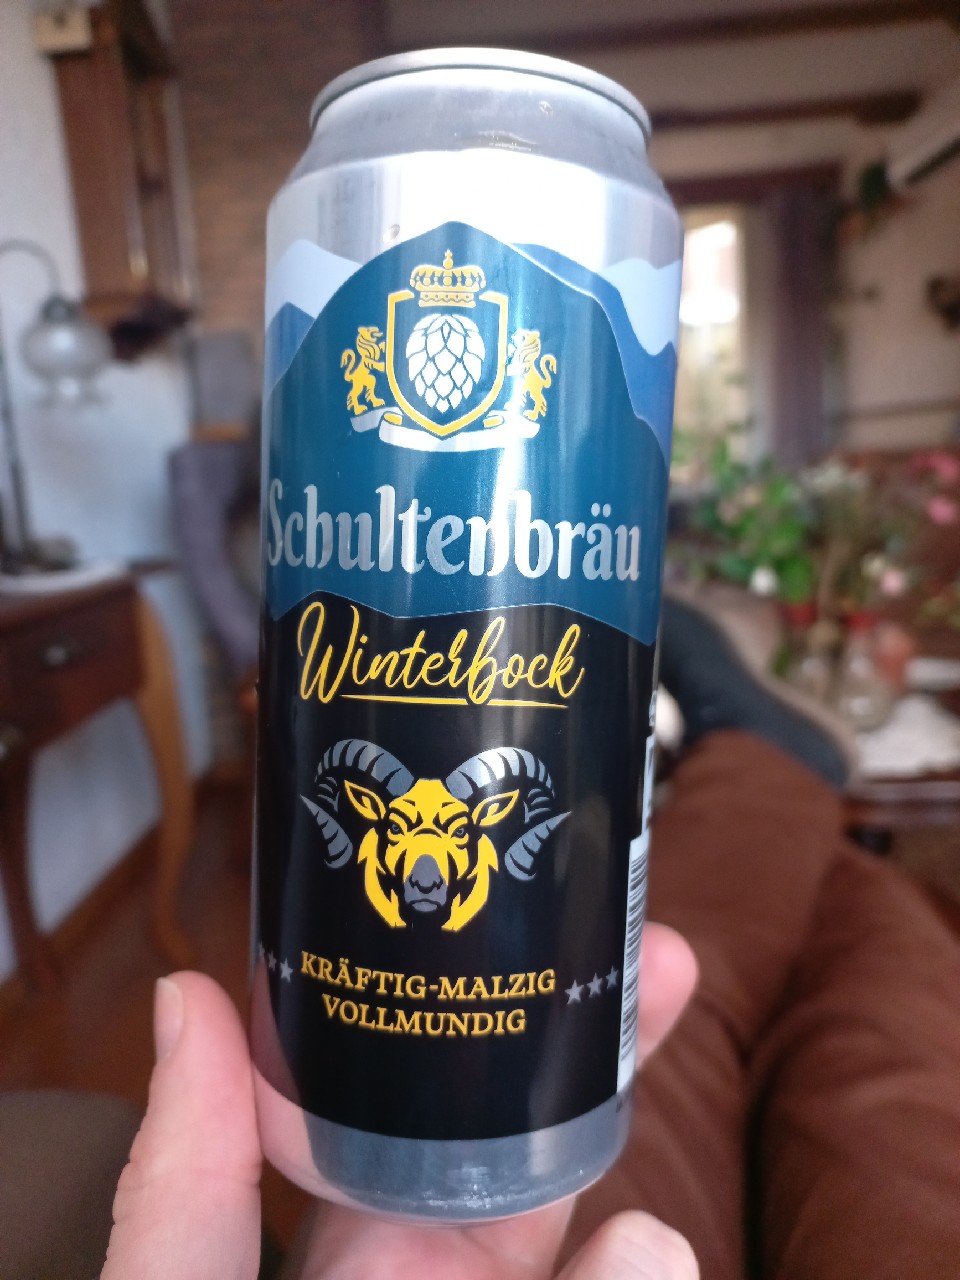 Schultenbräu
Winterbock
KRÄFTIG-MALZIG
VOLLMUNDIG